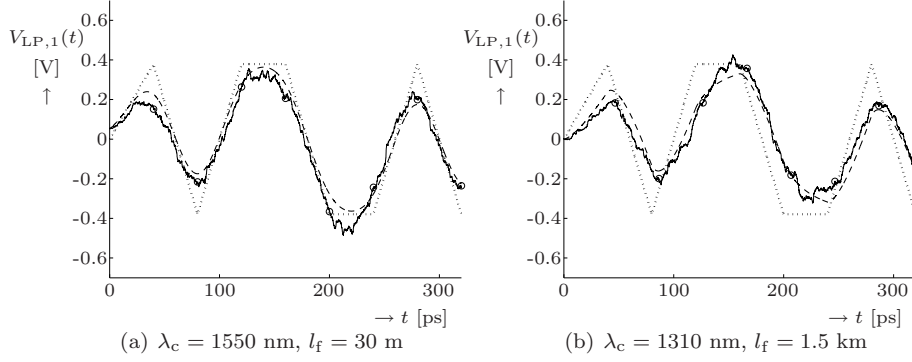 0.6
V_LP,1(t)
0.4
[V]
↑
0.2
0
-0.2
-0.4
-0.6
0 100 200 300
→ t [ps]
(a) λ_c = 1550 nm, l_f = 30 m
0.6
V_LP,1(t)
0.4
[V]
↑
0.2
0
-0.2
-0.4
-0.6
0 100 200 300
→ t [ps]
(b) λ_c = 1310 nm, l_f = 1.5 km